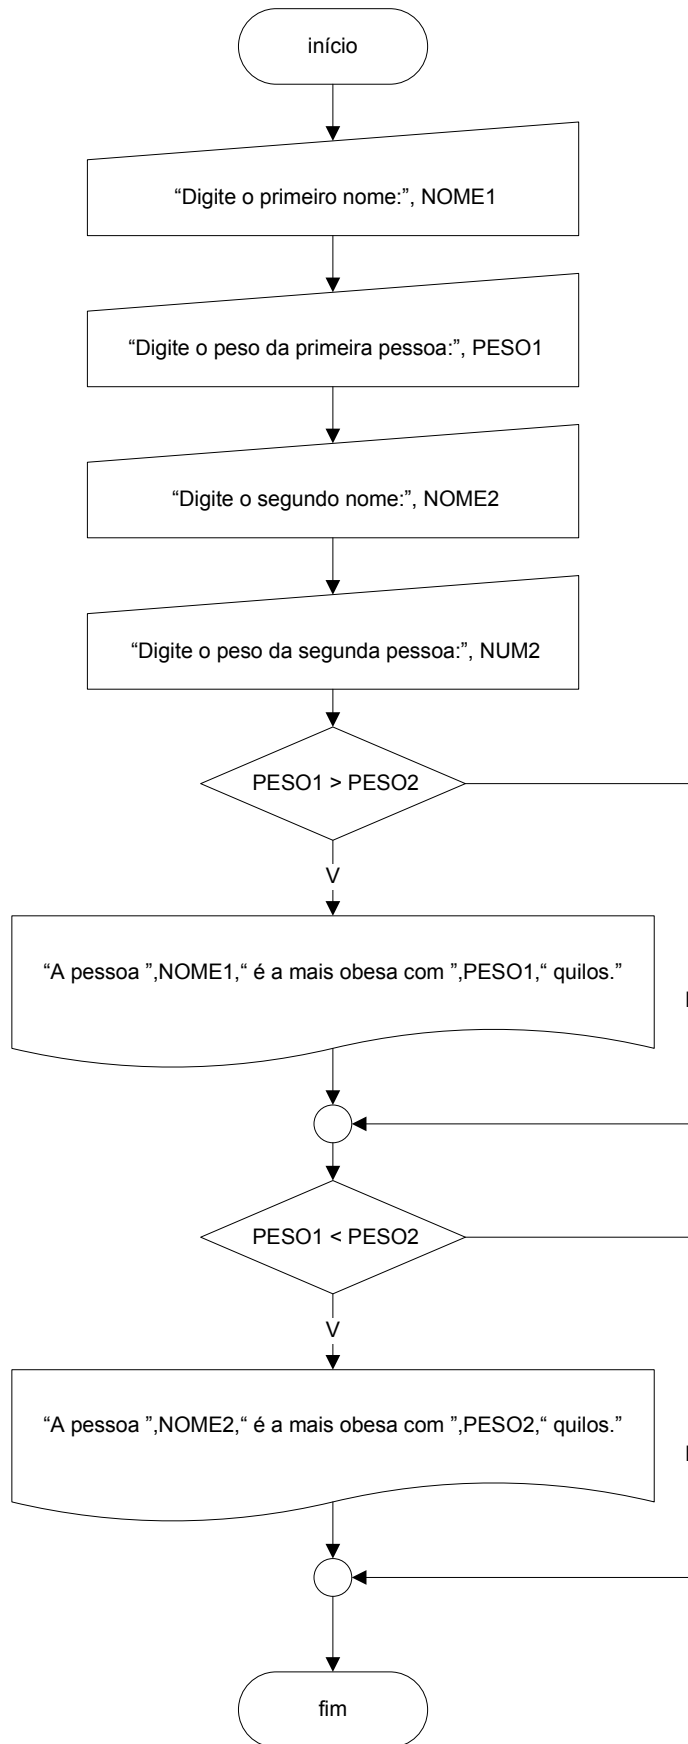 início
“Digite o primeiro nome:”, NOME1
“Digite o peso da primeira pessoa:”, PESO1
“Digite o segundo nome:”, NOME2
“Digite o peso da segunda pessoa:”, NUM2
PESO1 > PESO2
V
“A pessoa ”,NOME1,“ é a mais obesa com ”,PESO1,“ quilos.”
PESO1 < PESO2
V
“A pessoa ”,NOME2,“ é a mais obesa com ”,PESO2,“ quilos.”
fim